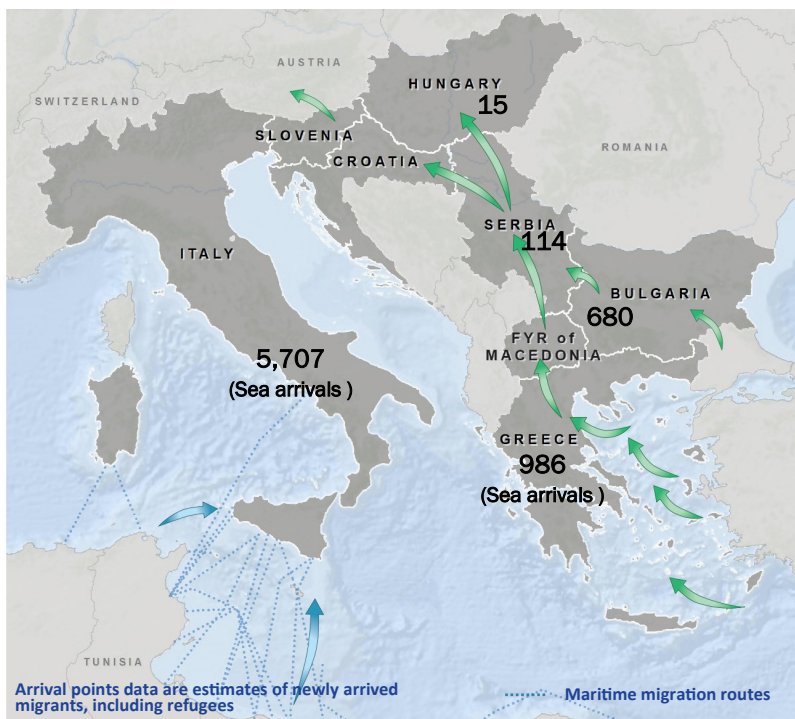 AUSTRIA
HUNGARY
15
SWITZERLAND
SLOVENIA
ROMANIA
CROATIA
SERBIA
114
ITALY
BULGARIA
680
FYR of
MACEDONIA
5,707
(Sea arrivals )
GREECE
986
(Sea arrivals )
TUNISIA
Arrival points data are estimates of newly arrived
migrants, including refugees
Maritime migration routes